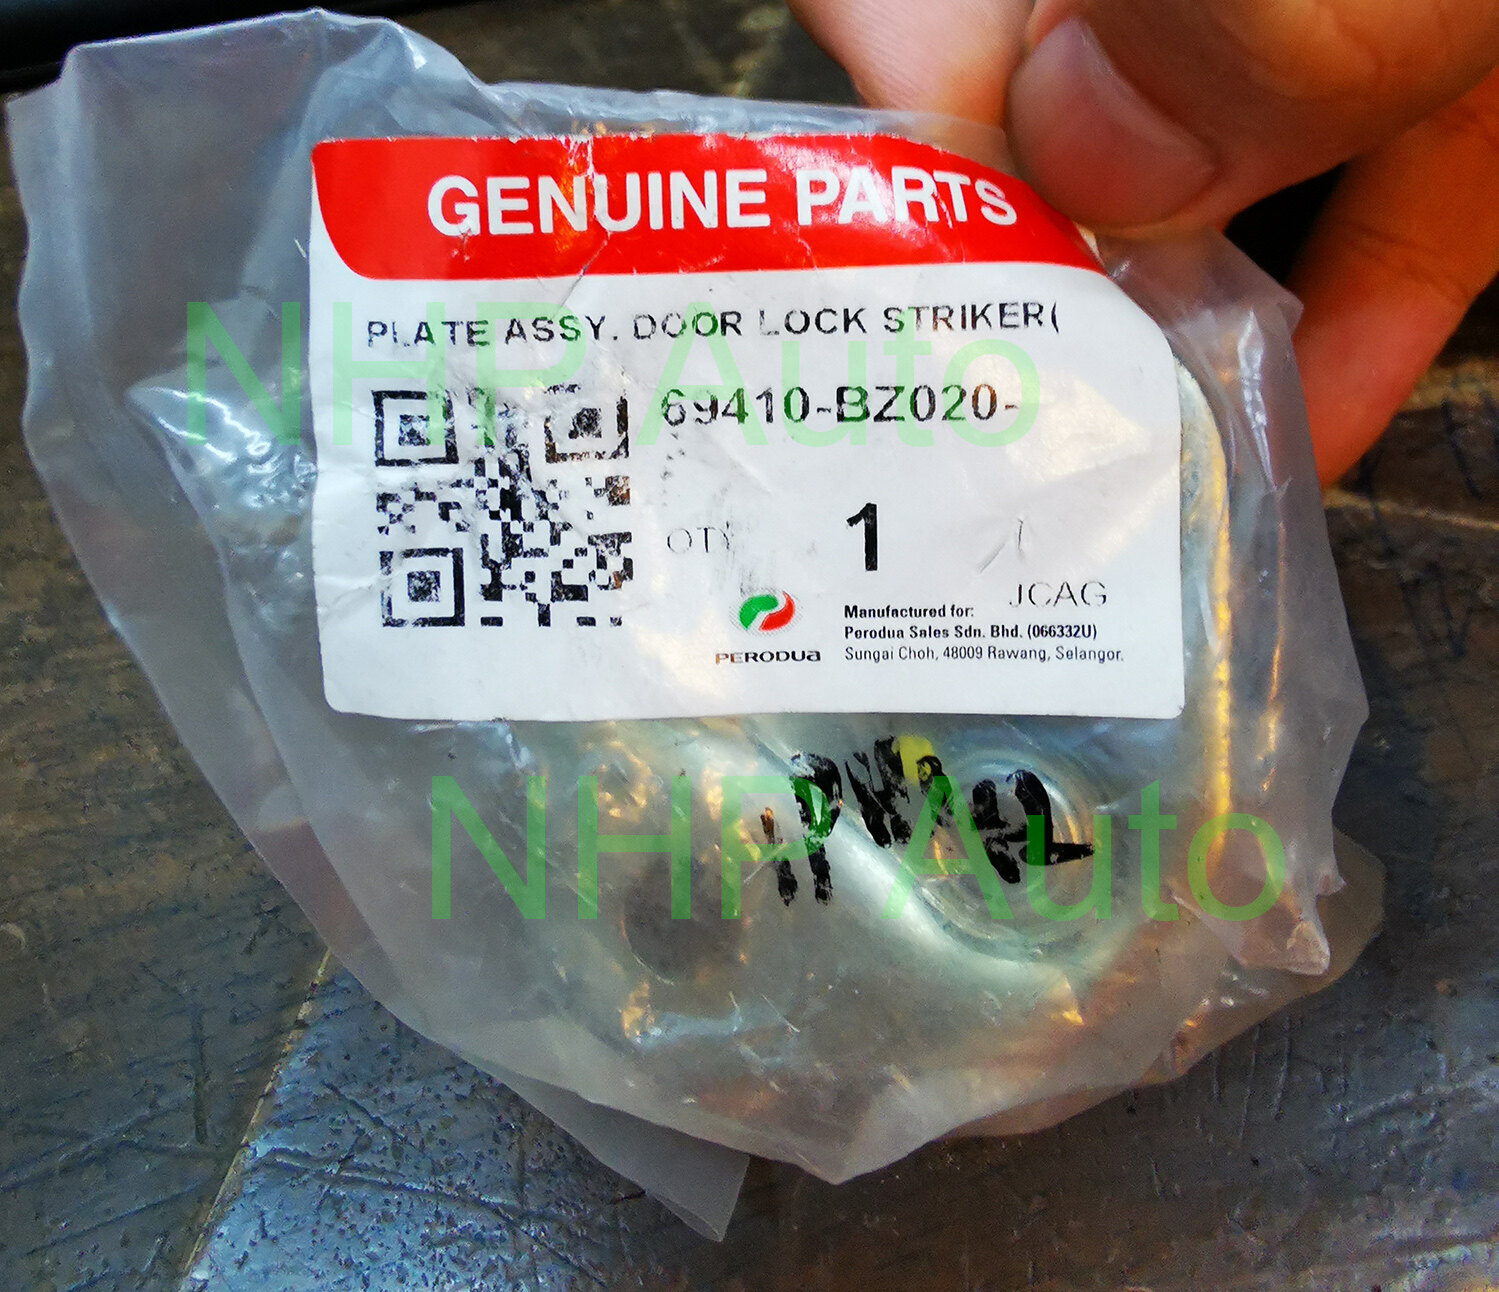 GENUINE PARTS
PLATE ASSY. DOOR LOCK STRIKER(
69410-BZ020-
QTY 1
JCAG
PERODUA
Manufactured for:
Perodua Sales Sdn. Bhd. (066332U)
Sungai Choh, 48009 Rawang, Selangor.
NHP Auto
NHP Auto